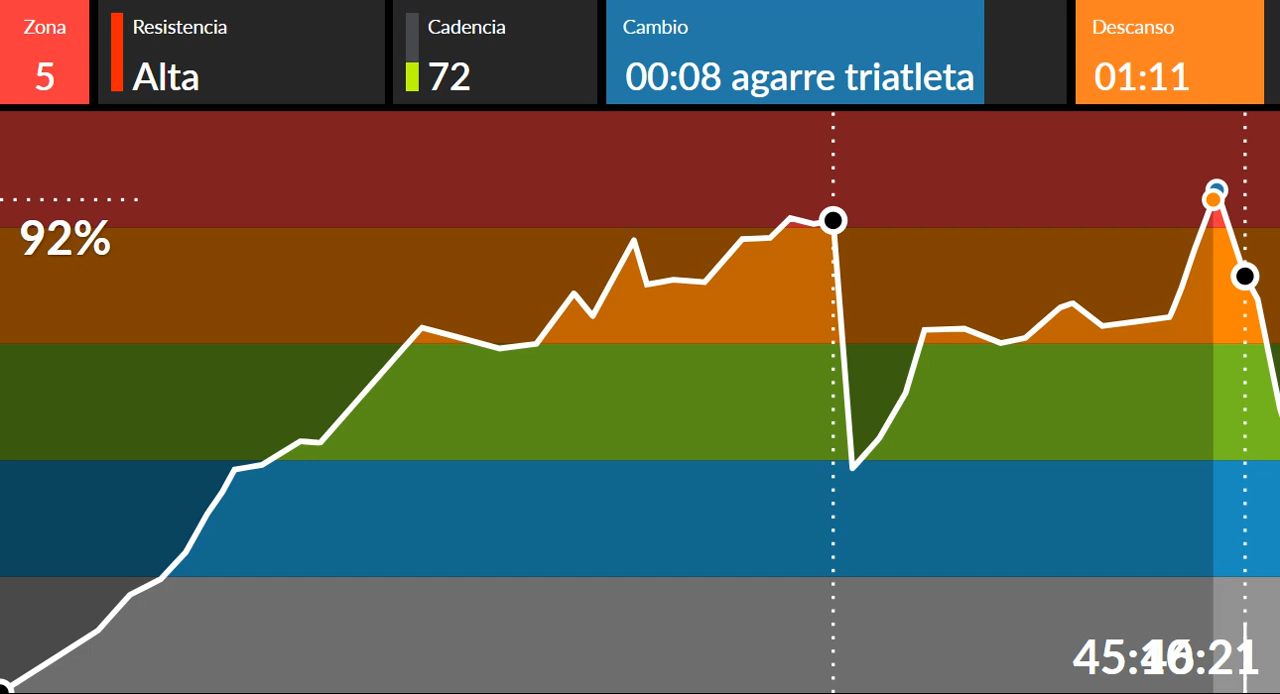 Zona
5
Resistencia
Alta
Cadencia
72
Cambio
00:08 agarre triatleta
Descanso
01:11
92%